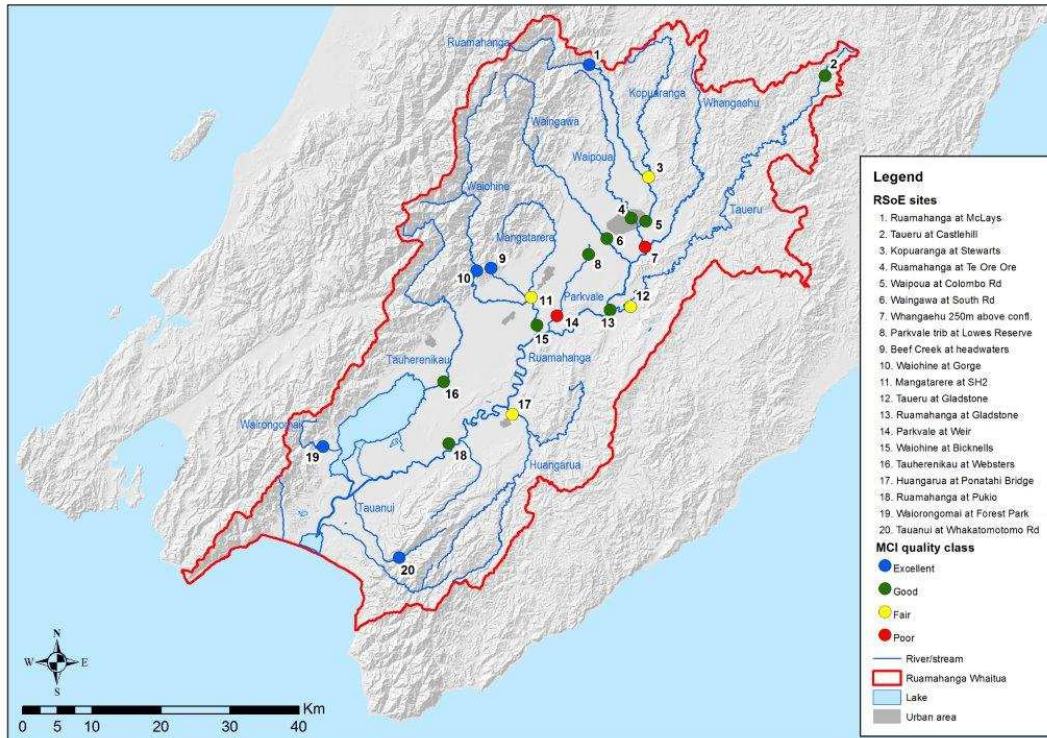 Ruamahanga
1
2
Kopuaranga
Whangaehu
Waingawa
Waipoua
3
Waiohine
Taueru
4
5
Mangatarere
6
7
8
9
10
11
Parkvale
12
13
14
15
Ruamahanga
Tauherenikau
16
17
Wairongomai
18
19
Huangarua
Tauanui
20
N
W
E
S
0 5 10 20 30 40
Km
Legend
RSoE sites
1. Ruamahanga at McLays
2. Taueru at Castlehill
3. Kopuaranga at Stewarts
4. Ruamahanga at Te Ore Ore
5. Waipoua at Colombo Rd
6. Waingawa at South Rd
7. Whangaehu 250m above confl.
8. Parkvale trib at Lowes Reserve
9. Beef Creek at headwaters
10. Waiohine at Gorge
11. Mangatarere at SH2
12. Taueru at Gladstone
13. Ruamahanga at Gladstone
14. Parkvale at Weir
15. Waiohine at Bicknells
16. Tauherenikau at Websters
17. Huangarua at Ponatahi Bridge
18. Ruamahanga at Pukio
19. Waiorongomai at Forest Park
20. Tauanui at Whakatomotomo Rd
MCI quality class
Excellent
Good
Fair
Poor
River/stream
Ruamahanga Whaitua
Lake
Urban area